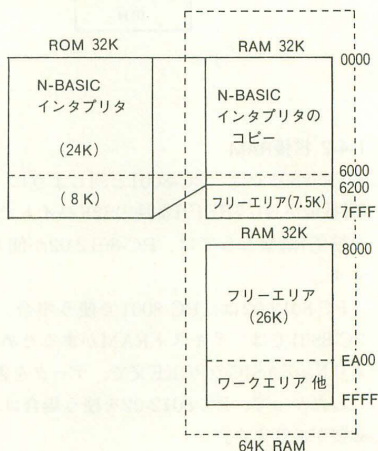 ROM 32K
RAM 32K
0000
N-BASIC
インタプリタ
(24K)
(8K)
N-BASIC
インタプリタの
コピー
6000
6200
フリーエリア(7.5K)
7FFF
RAM 32K
8000
フリーエリア
(26K)
EA00
ワークエリア 他
FFFF
64K RAM